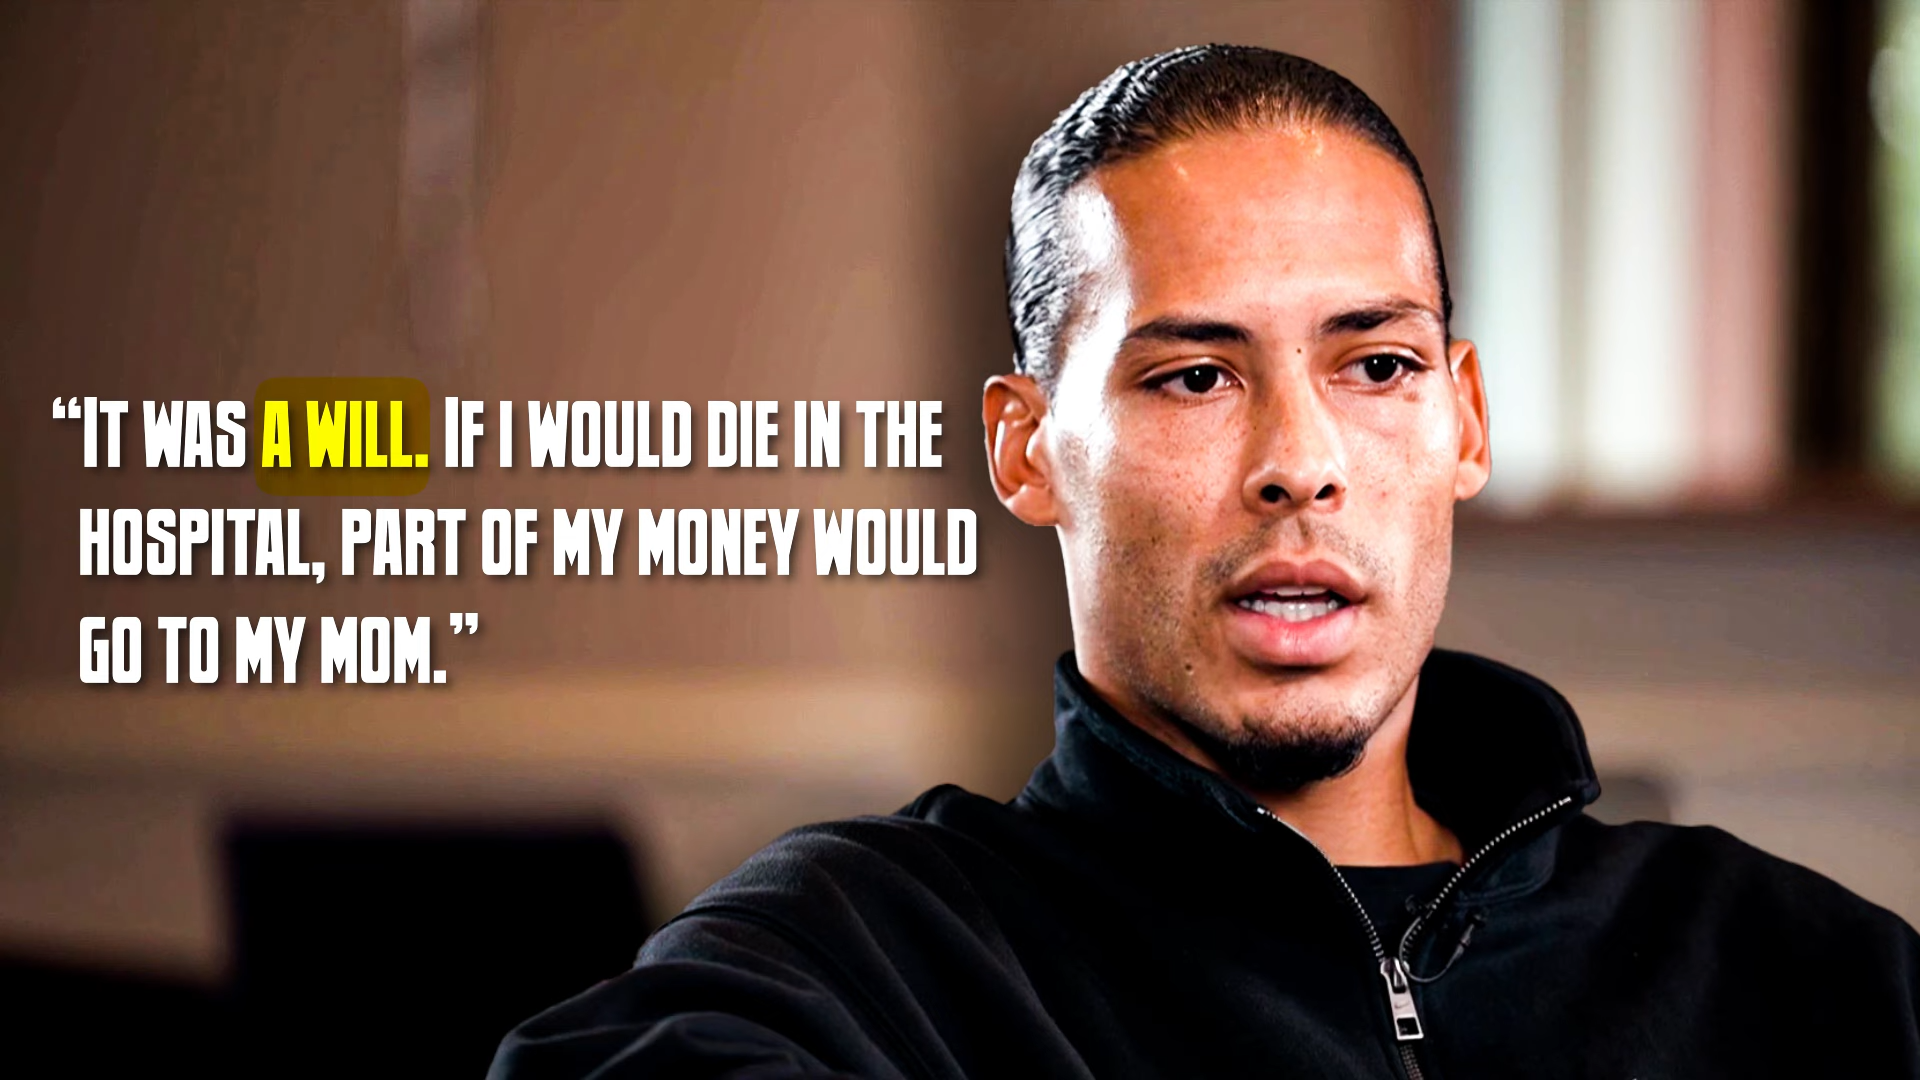 “It was a will. If i would die in the
hospital, part of my money would
go to my mom.”